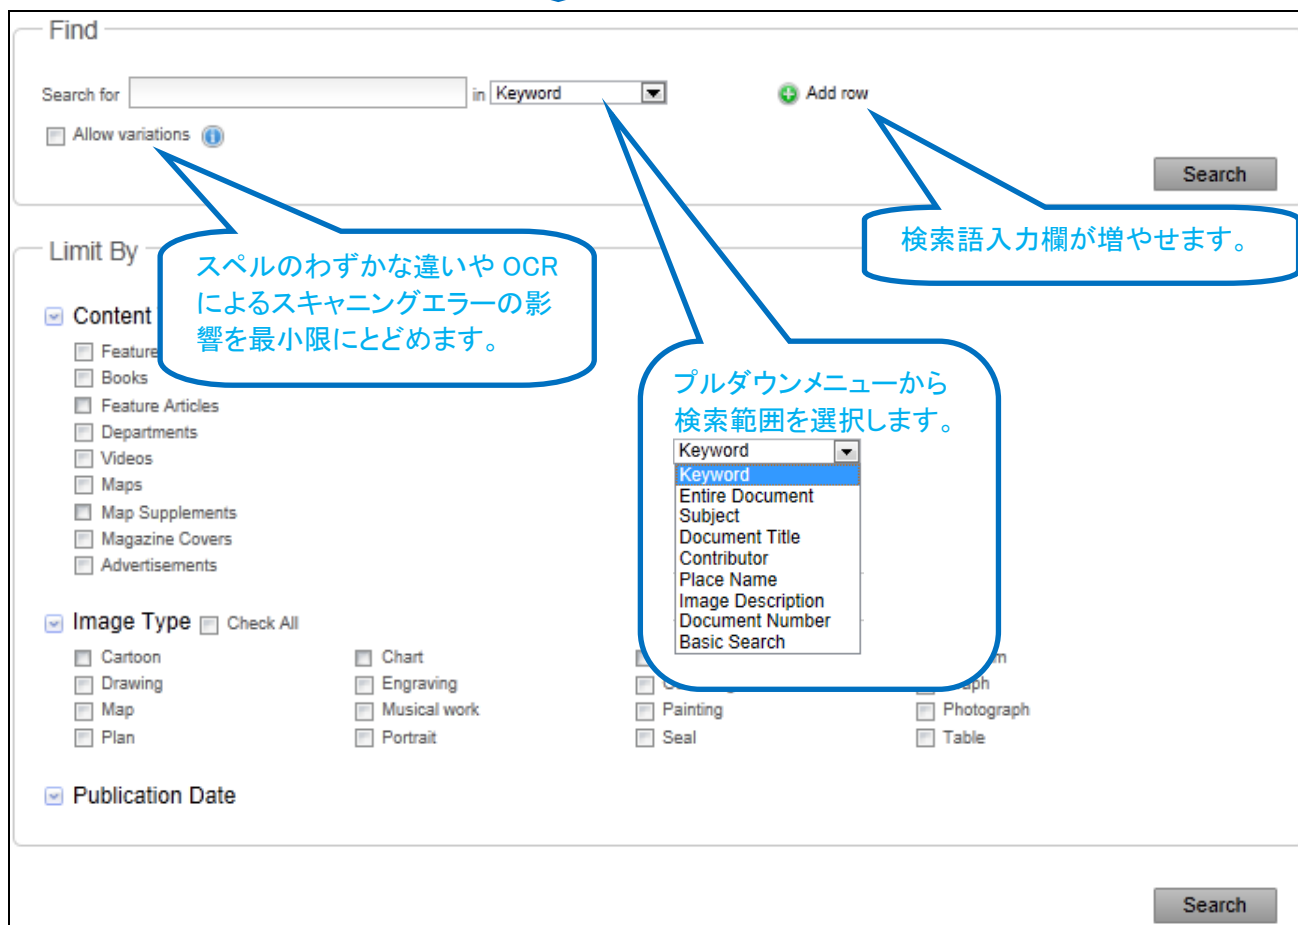 Find
Search for in Keyword Add row
Allow variations
Search
検索語入力欄が増やせます。
Limit By
スペルのわずかな違いや OCR
によるスキャニングエラーの影
響を最小限にとどめます。
Content
Feature
Books
Feature Articles
Departments
Videos
Maps
Map Supplements
Magazine Covers
Advertisements
プルダウンメニューから
検索範囲を選択します。
Keyword
Keyword
Entire Document
Subject
Document Title
Contributor
Place Name
Image Description
Document Number
Basic Search
Image Type Check All
Cartoon Chart
Drawing Engraving
Map Musical work Painting Photograph
Plan Portrait Seal Table
Publication Date
Search